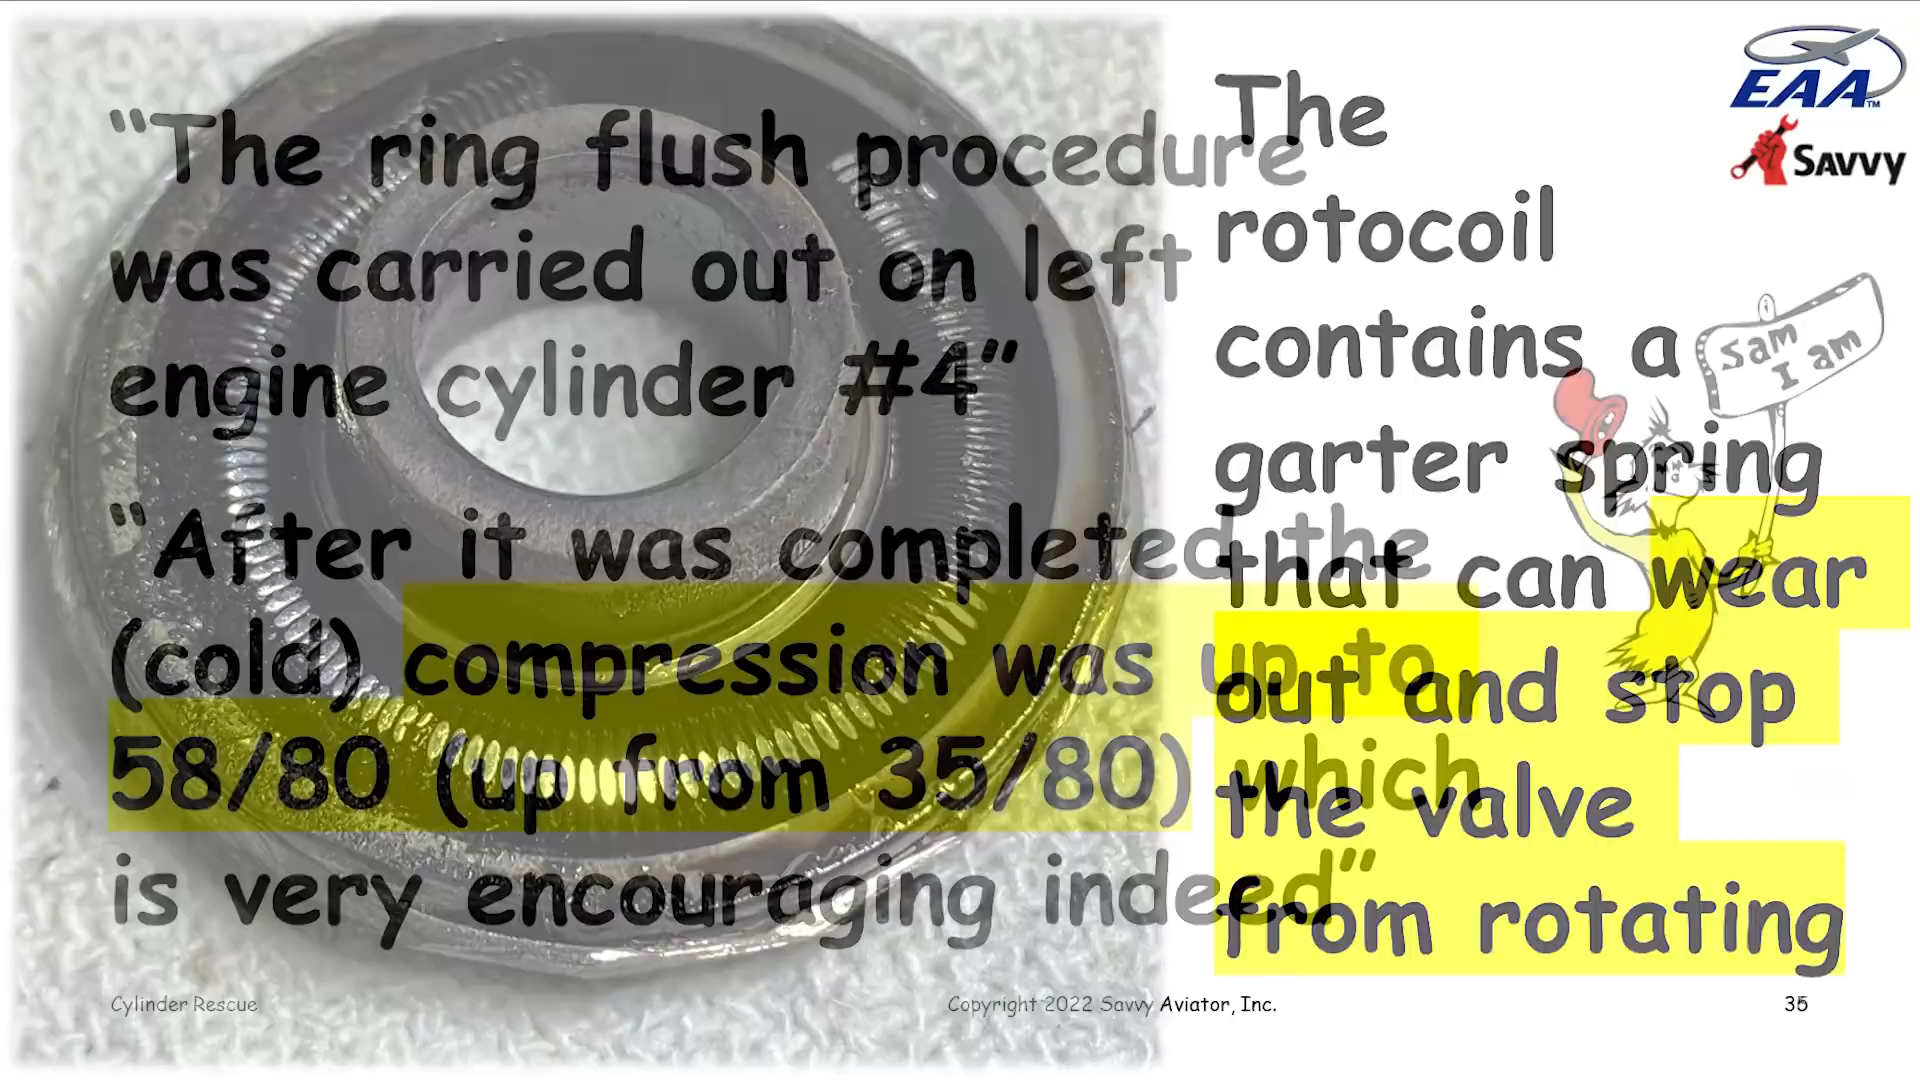 “The ring flush procedure
was carried out on left
engine cylinder #4”
“After it was completed the
(cold) compression was up to
58/80 (up from 35/80) which
is very encouraging indeed”
The
rotocoil
contains a
garter spring
that can wear
out and stop
the valve
from rotating
EAA™
SAVVY
Sam
I am
Cylinder Rescue
Copyright 2022 Savvy Aviator, Inc.